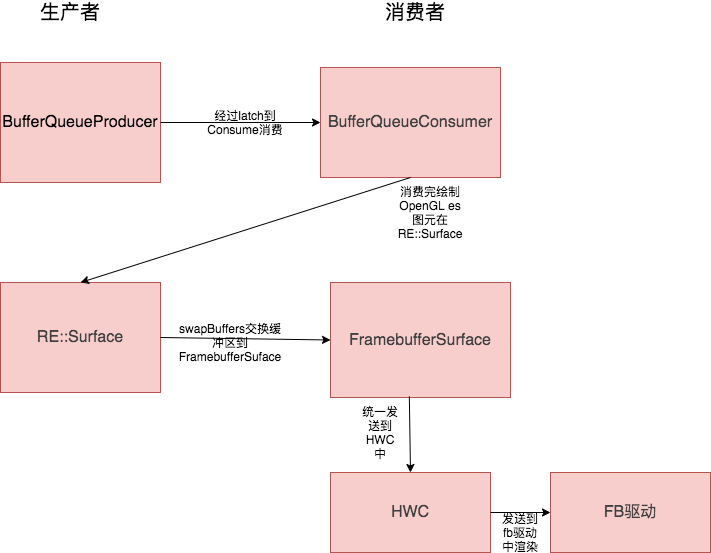 生产者
消费者
BufferQueueProducer
经过latch到
Consume消费
BufferQueueConsumer
消费完绘制
OpenGL es
图元在
RE::Surface
RE::Surface
swapBuffers交换缓
冲区到
FramebufferSuface
FramebufferSurface
统一发
送到
HWC
中
HWC
发送到
fb驱动
中渲染
FB驱动